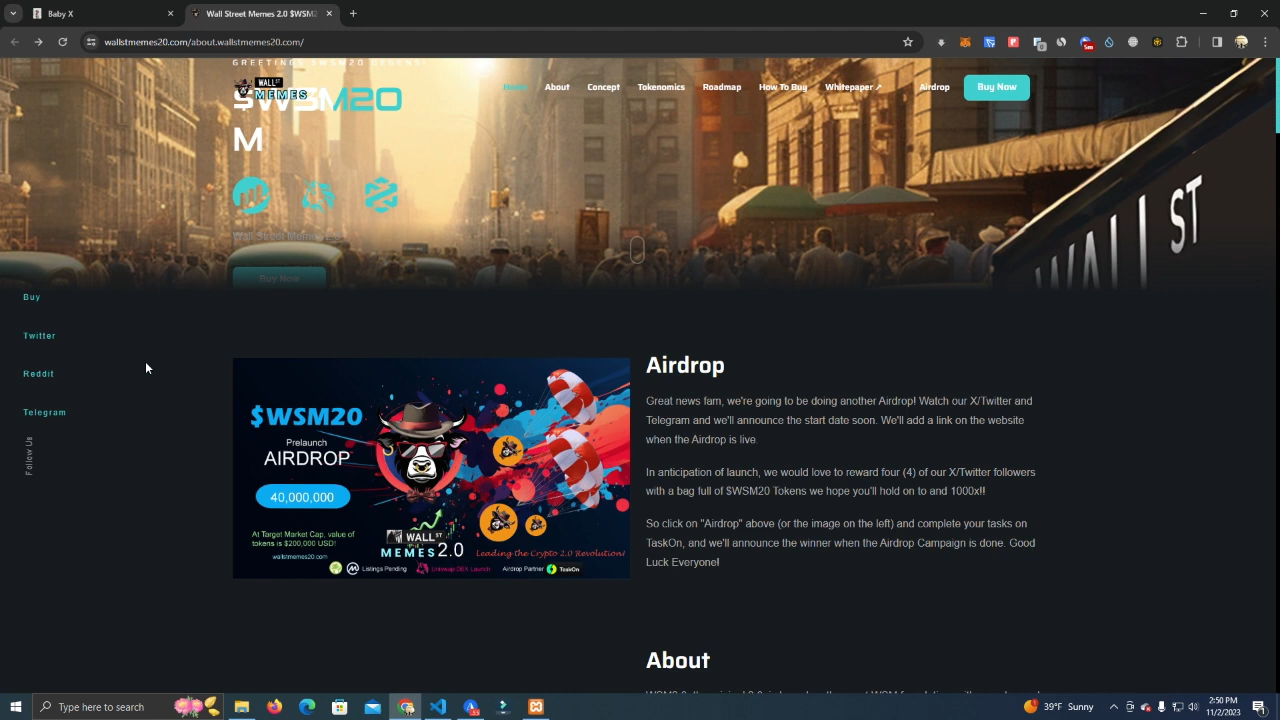 Baby X
Wall Street Memes 2.0 $WSM2
wallstmemes20.com/about.wallstmemes20.com/
GREETINGS $WSM20 DEGENS!
WALL ST
MEMES
Home
About
Concept
Tokenomics
Roadmap
How To Buy
Whitepaper ↗
Airdrop
Buy Now
$WSM20
M
Wall Street Memes 2.0
Buy Now
WALL ST
Buy
Twitter
Reddit
Telegram
Follow Us
$WSM20
Prelaunch
AIRDROP
40,000,000
At Target Market Cap, value of
tokens is $200,000 USD!
wallstmemes20.com
WALL ST
MEMES2.0
Leading the Crypto 2.0 Revolution!
Listings Pending
Uniswap DEX Launch
Airdrop Partner
TaskOn
Airdrop
Great news fam, we're going to be doing another Airdrop! Watch our X/Twitter and
Telegram and we'll announce the start date soon. We'll add a link on the website
when the Airdrop is live.
In anticipation of launch, we would love to reward four (4) of our X/Twitter followers
with a bag full of $WSM20 Tokens we hope you'll hold on to and 1000x!!
So click on "Airdrop" above (or the image on the left) and complete your tasks on
TaskOn, and we'll announce the winner when the Airdrop Campaign is done. Good
Luck Everyone!
About
Type here to search
39°F Sunny
2:50 PM
11/2/2023